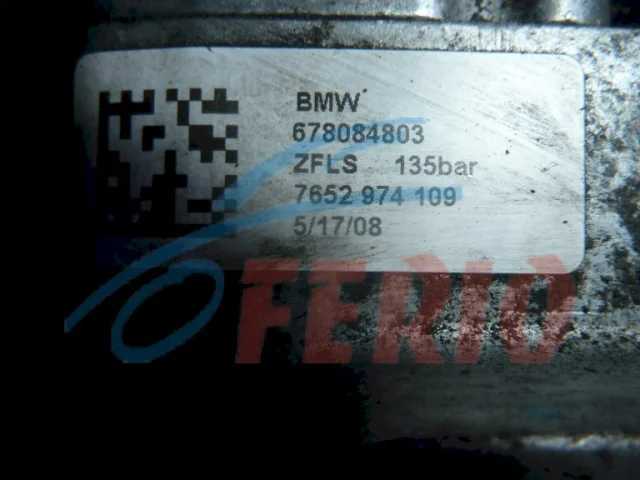 BMW
678084803
ZFLS 135bar
7652 974 109
5/17/08
FERIO